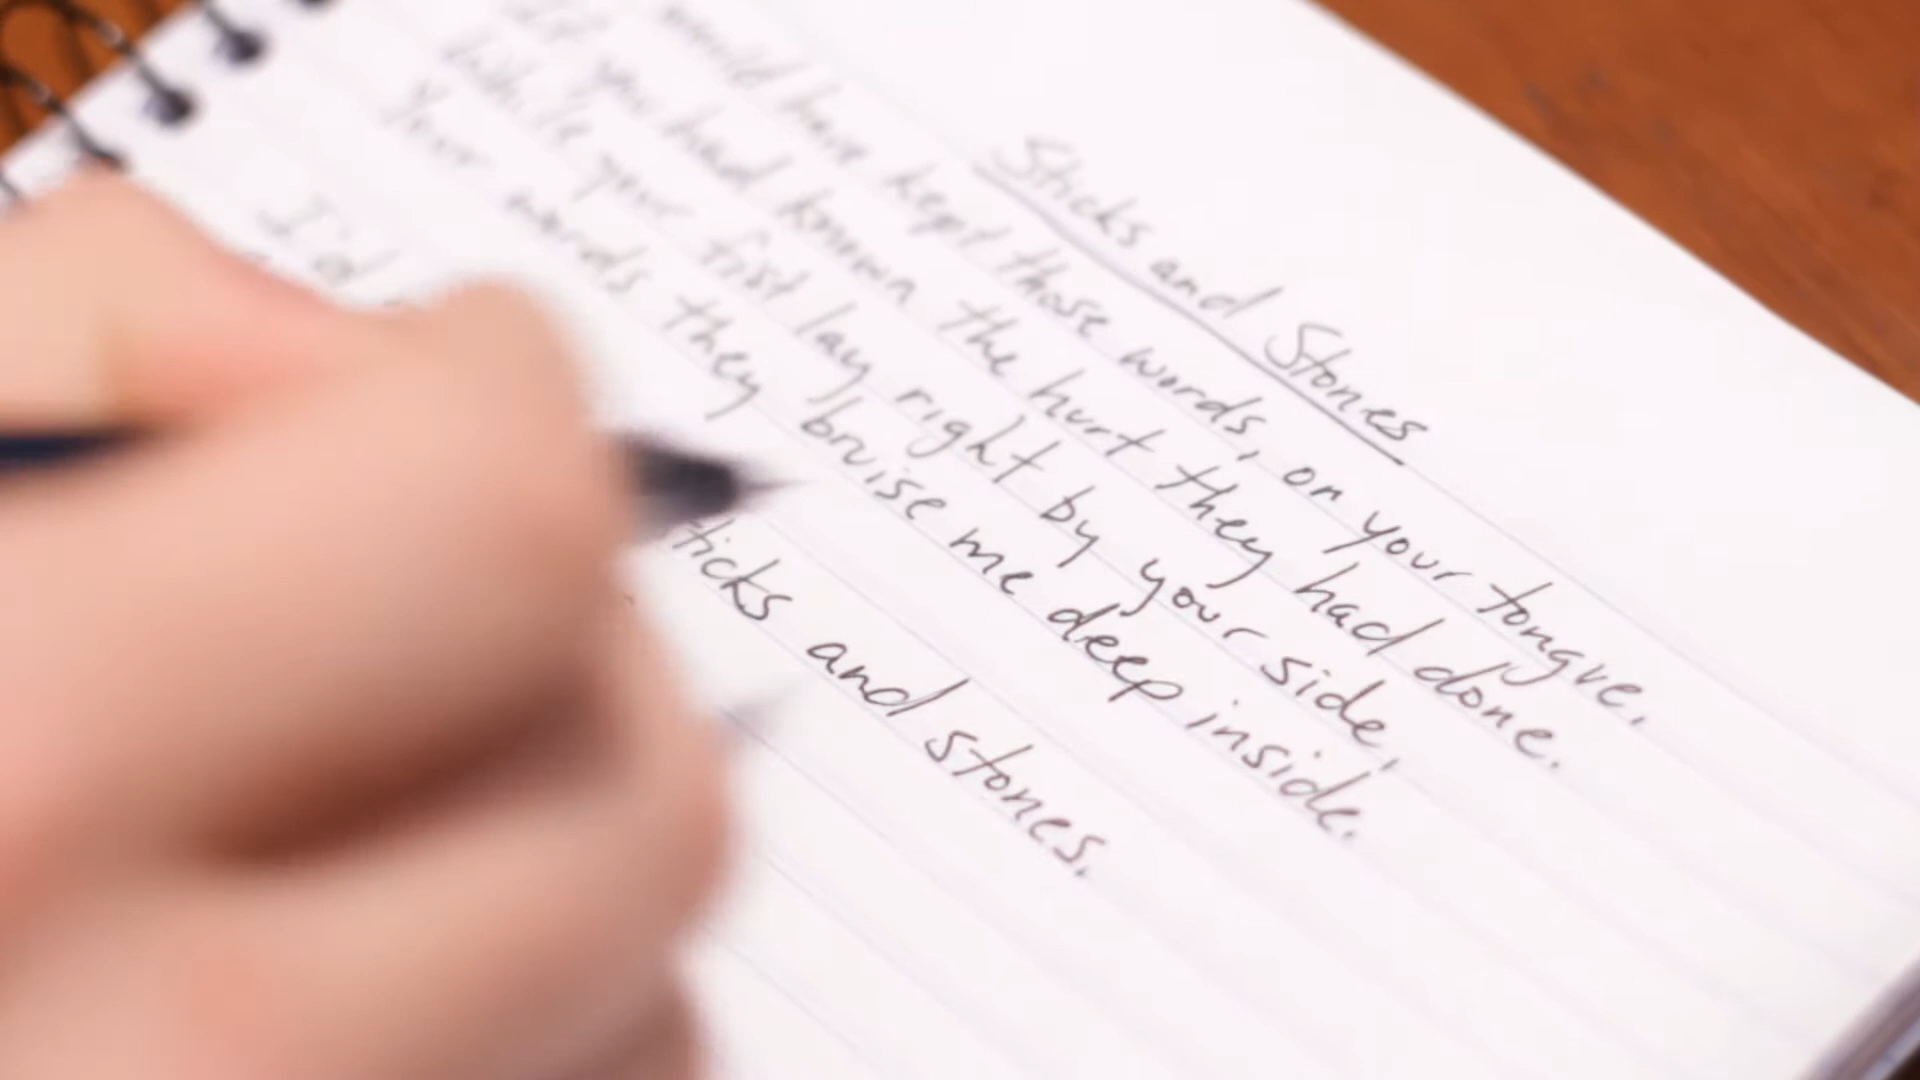 Sticks and Stones
would have kept those words, on your tongue,
If you had known the hurt they had done.
While your fist lay right by your side,
Your words they bruise me deep inside.
I'd
ticks and stones.